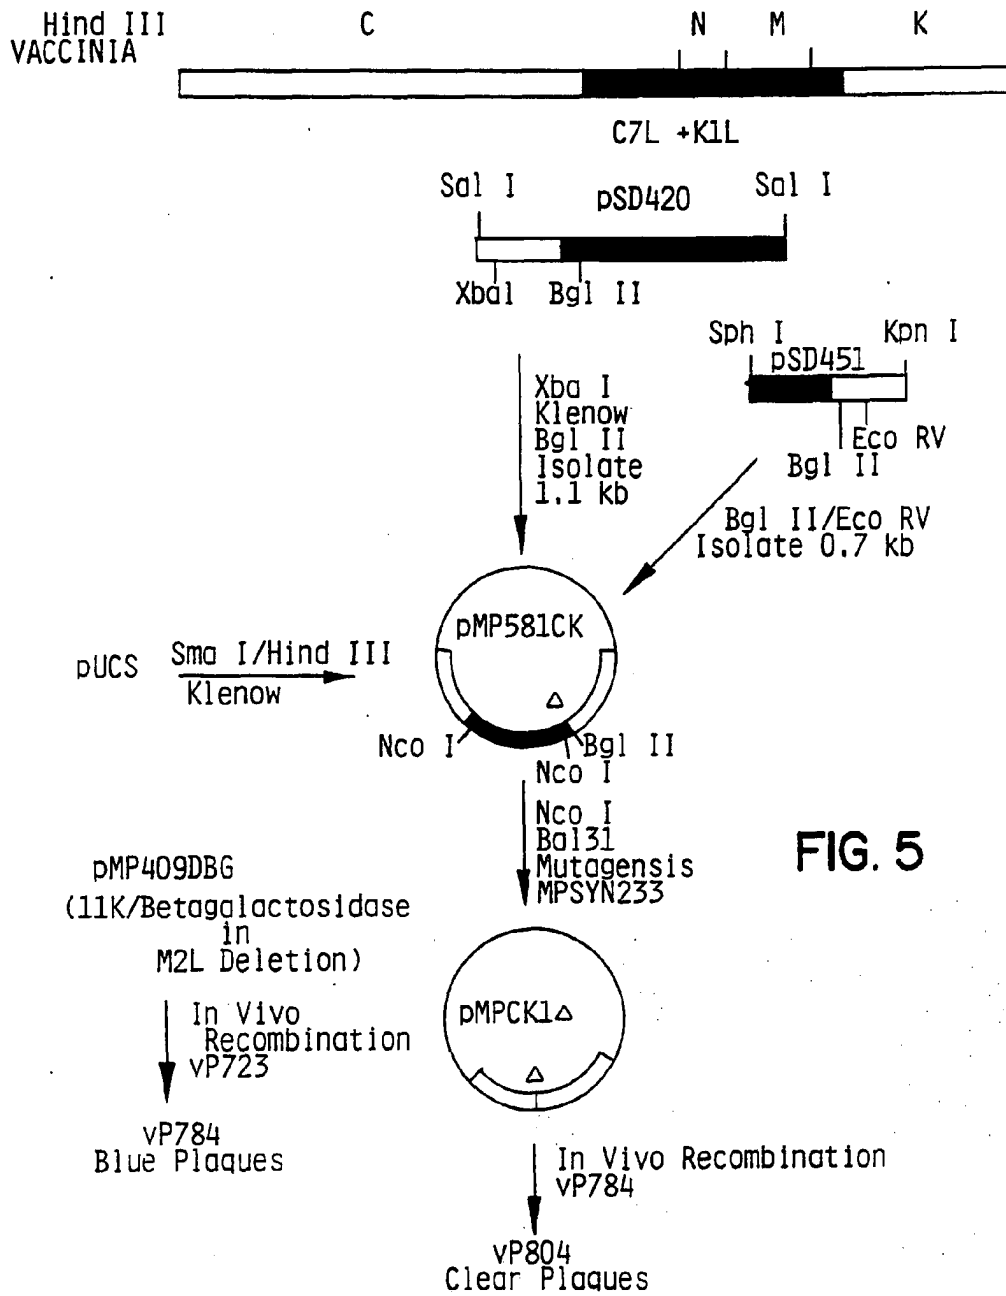 Hind III C N M K
VACCINIA
C7L +K1L
Sal I pSD420 Sal I
Xbal Bgl II
Sph I Kpn I
pSD451
Eco RV
Bgl II
Xba I
Klenow
Bgl II
Isolate
1.1 kb
Bgl II/Eco RV
Isolate 0.7 kb
pMP581CK
pUCS
Sma I/Hind III
Klenow
Δ
Nco I
Bgl II
Nco I
Nco I
Bal31
Mutagensis
MPSYN233
FIG. 5
pMP409DBG
(11K/Betagalactosidase
in
M2L Deletion)
In Vivo
Recombination
vP723
pMPCK1Δ
Δ
vP784
Blue Plaques
In Vivo Recombination
vP784
vP804
Clear Plaques